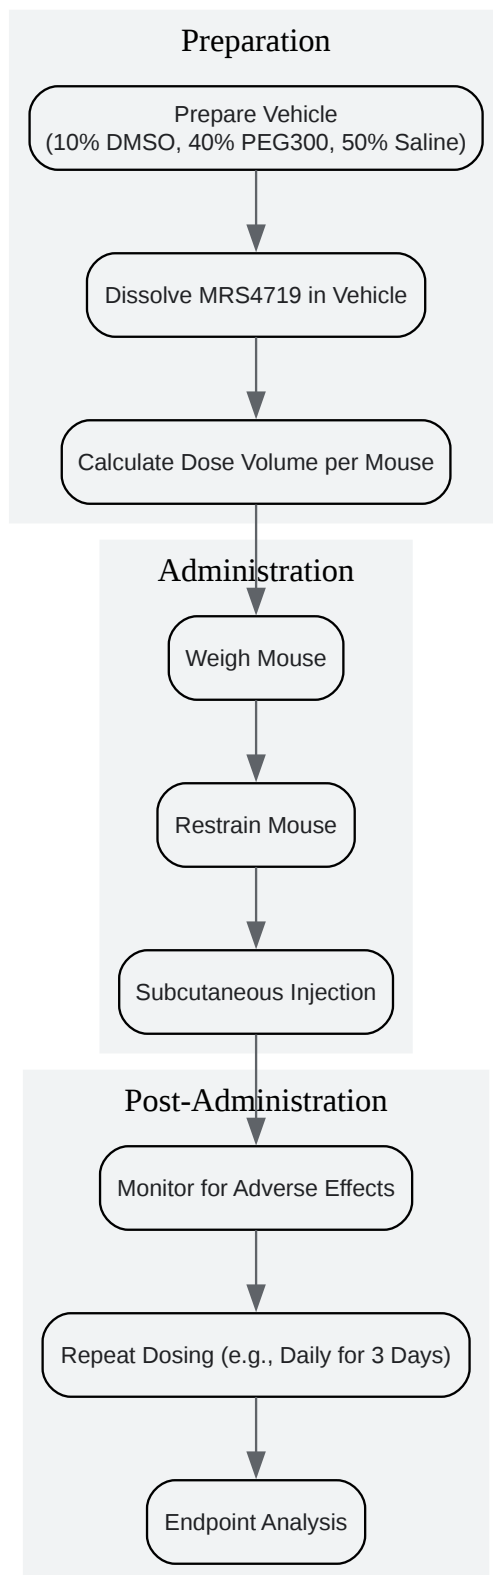 Preparation
Prepare Vehicle
(10% DMSO, 40% PEG300, 50% Saline)
Dissolve MRS4719 in Vehicle
Calculate Dose Volume per Mouse
Administration
Weigh Mouse
Restrain Mouse
Subcutaneous Injection
Post-Administration
Monitor for Adverse Effects
Repeat Dosing (e.g., Daily for 3 Days)
Endpoint Analysis